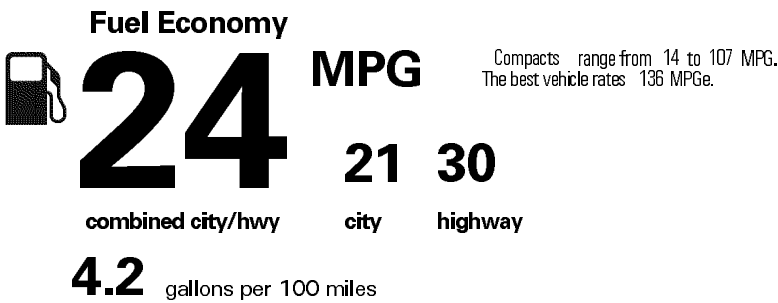 Fuel Economy
24 MPG
Compacts range from 14 to 107 MPG.
The best vehicle rates 136 MPGe.
21 30
combined city/hwy city highway
4.2 gallons per 100 miles